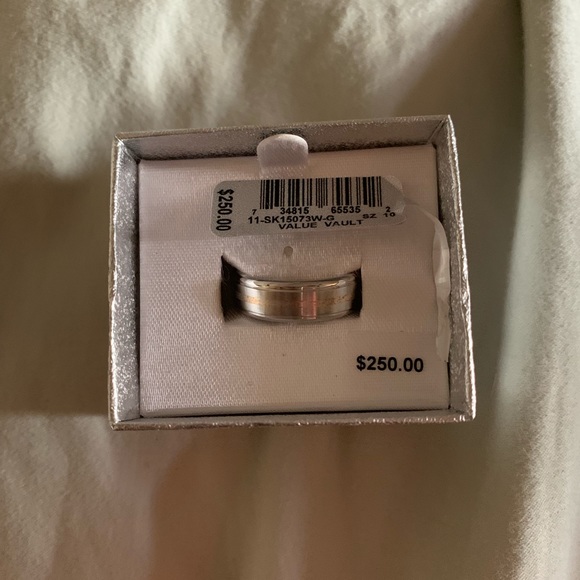 $250.00
7 34815 65535 2
11-SK15073W-G SZ 10
VALUE VAULT
$250.00